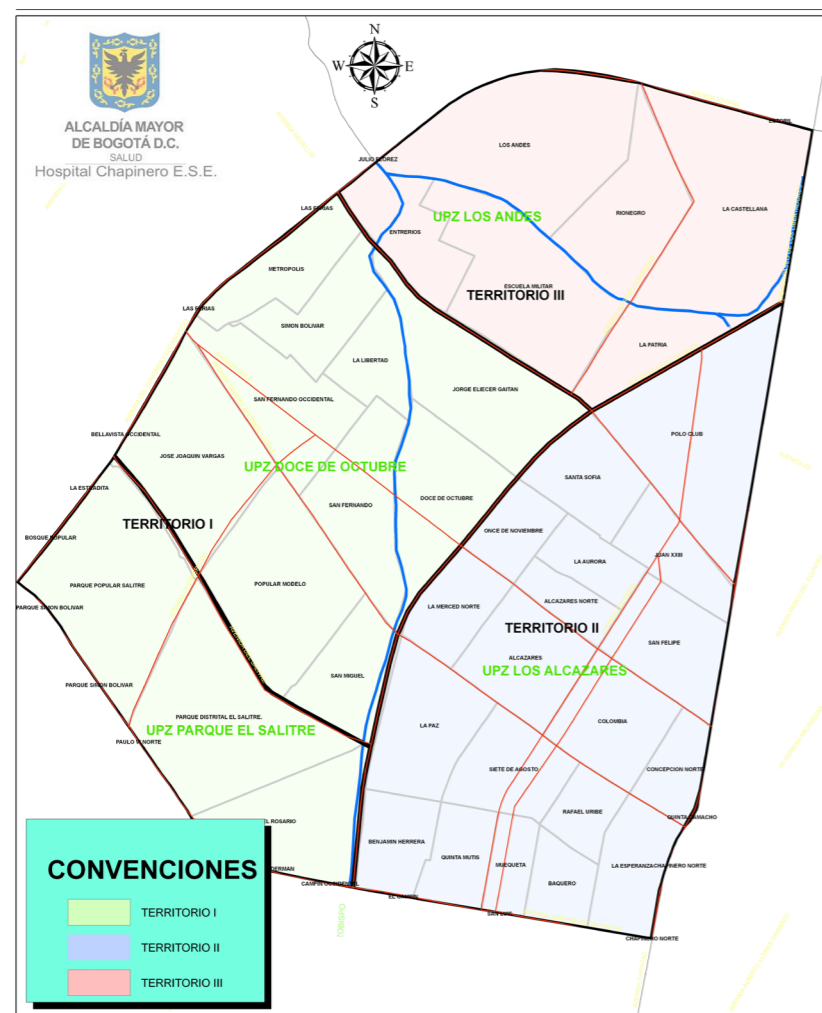 N
W
E
S
ALCALDÍA MAYOR
DE BOGOTÁ D.C.
SALUD
Hospital Chapinero E.S.E.
LOS ANDES
JULIO FLOREZ
LA CASTELLANA
RIONEGRO
LAS FERIAS
UPZ LOS ANDES
ENTRERIOS
METROPOLIS
ESCUELA MILITAR
TERRITORIO III
LAS FERIAS
SIMON BOLIVAR
LA PATRIA
LA LIBERTAD
JORGE ELIECER GAITAN
SAN FERNANDO OCCIDENTAL
BELLAVISTA OCCIDENTAL
POLO CLUB
JOSE JOAQUIN VARGAS
UPZ DOCE DE OCTUBRE
SANTA SOFIA
LA ESTRADITA
DOCE DE OCTUBRE
SAN FERNANDO
TERRITORIO I
ONCE DE NOVIEMBRE
BOSQUE POPULAR
JUAN XXIII
LA AURORA
PARQUE POPULAR SALITRE
POPULAR MODELO
ALCAZARES NORTE
PARQUE SIMON BOLIVAR
LA MERCED NORTE
TERRITORIO II
SAN FELIPE
ALCAZARES
UPZ LOS ALCAZARES
SAN MIGUEL
PARQUE SIMON BOLIVAR
PARQUE DISTRITAL EL SALITRE.
COLOMBIA
LA PAZ
UPZ PARQUE EL SALITRE
PAULO VI NORTE
SIETE DE AGOSTO
CONCEPCION NORTE
RAFAEL URIBE
QUINTA CAMACHO
EL ROSARIO
BENJAMIN HERRERA
QUINTA MUTIS
MUEQUETA
LA ESPERANZA
CHAPINERO NORTE
CAMPIN OCCIDENTAL
BAQUERO
EL CAMPIN
SAN LUIS
CHAPINERO NORTE
CONVENCIONES
TERRITORIO I
TERRITORIO II
TERRITORIO III